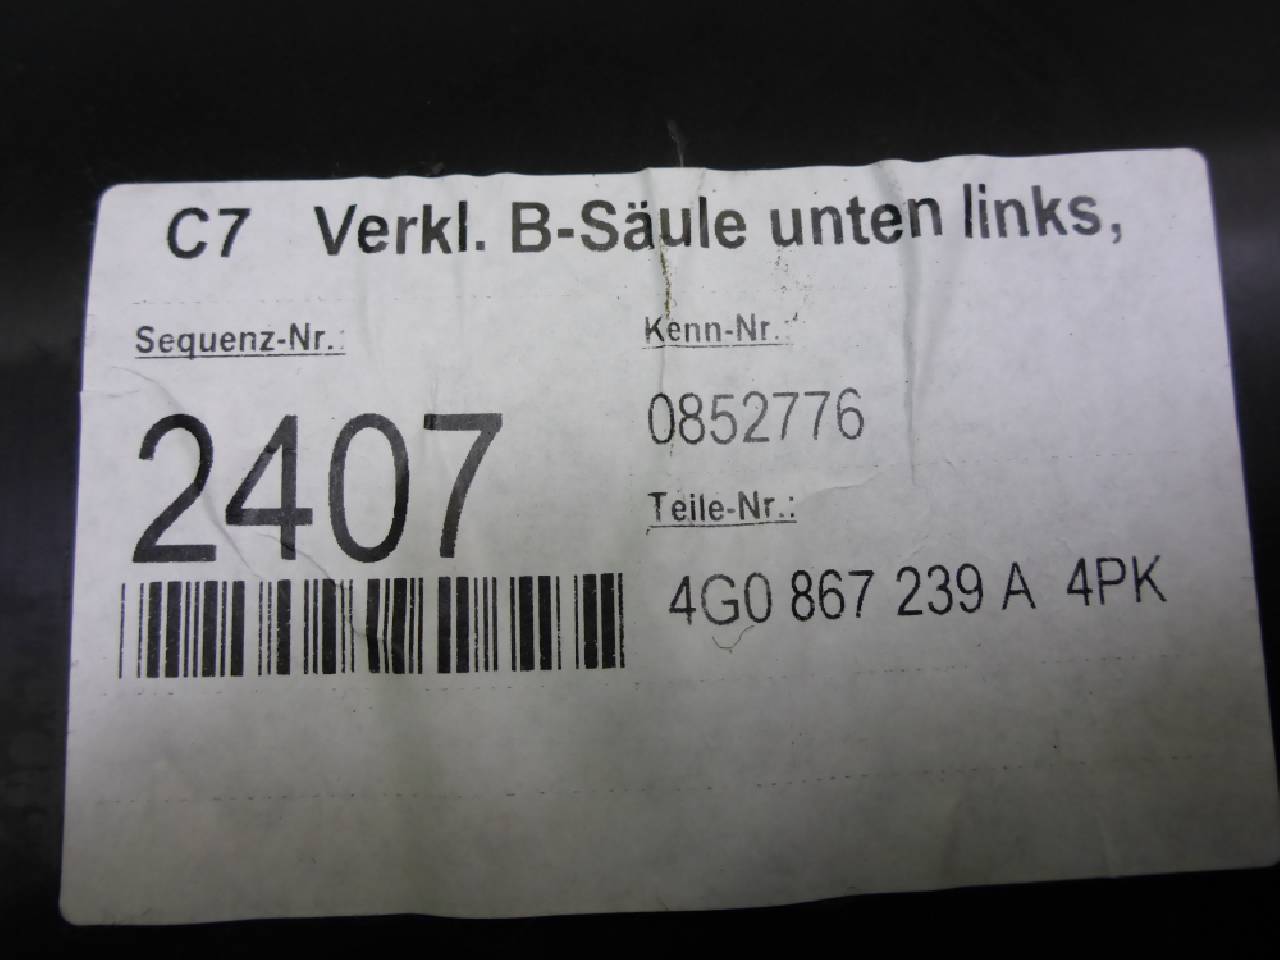 C7 Verkl. B-Säule unten links,
Sequenz-Nr.:
Kenn-Nr.:
2407
0852776
Teile-Nr.:
4G0 867 239 A 4PK